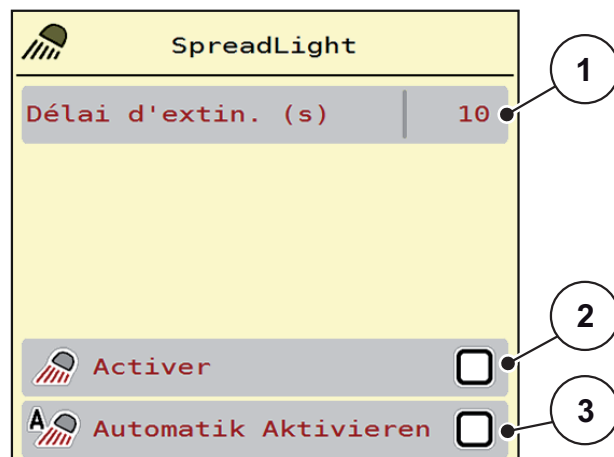 SpreadLight
1
Délai d'extin. (s) 10
2
Activer
3
A
Automatik Aktivieren